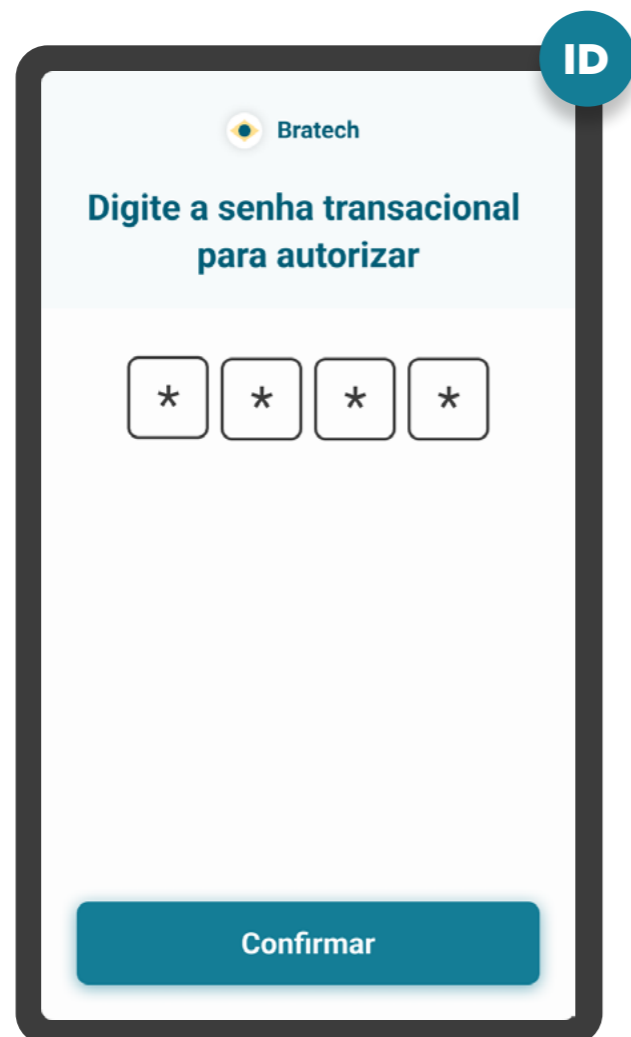 ID
Bratech
Digite a senha transacional
para autorizar
* * * *
Confirmar